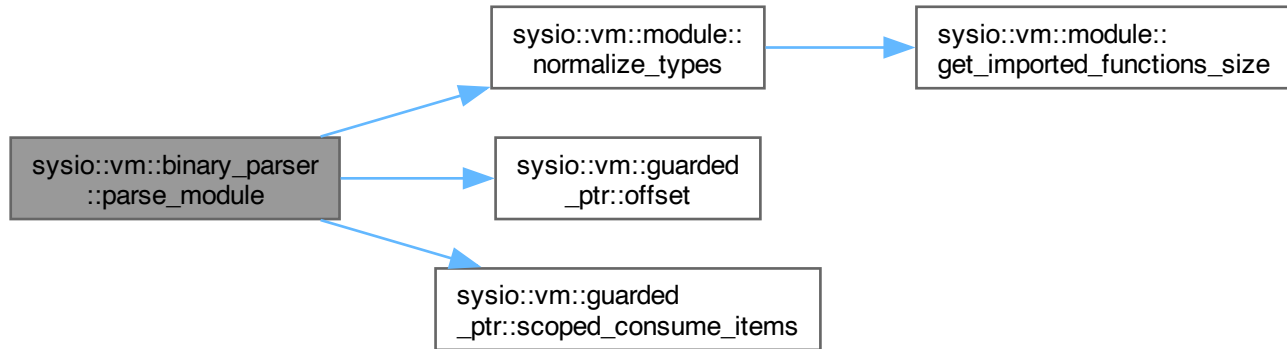 sysio::vm::binary_parser
::parse_module
sysio::vm::module::
normalize_types
sysio::vm::module::
get_imported_functions_size
sysio::vm::guarded
_ptr::offset
sysio::vm::guarded
_ptr::scoped_consume_items